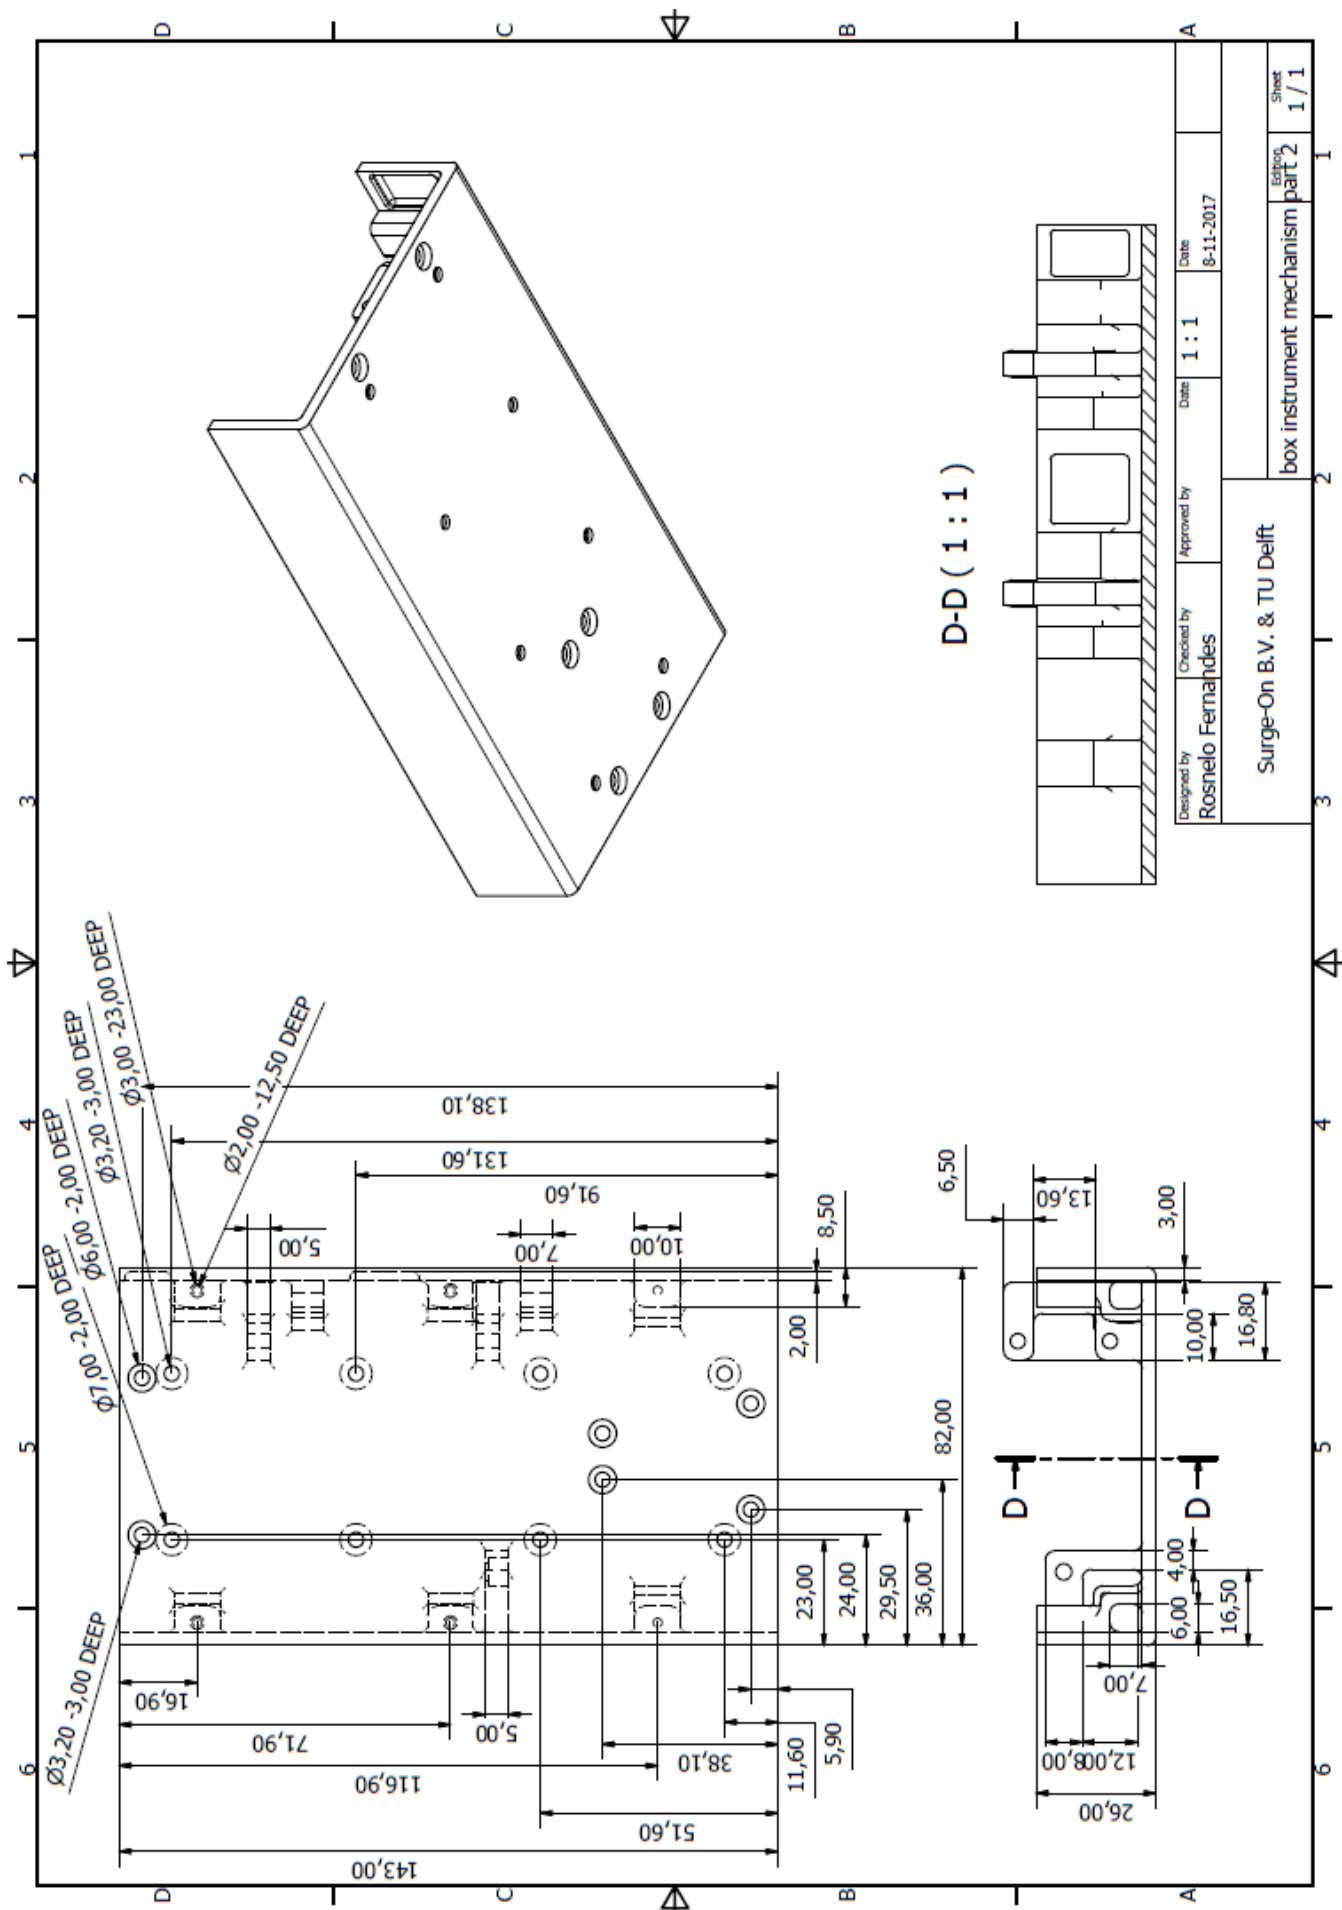 D
C
B
A
1
2
3
4
5
6
Ø3,20 -3,00 DEEP
Ø7,00 -2,00 DEEP
Ø6,00 -2,00 DEEP
Ø3,20 -3,00 DEEP
Ø3,00 -23,00 DEEP
Ø2,00 -12,50 DEEP
138,10
131,60
91,60
5,00
7,00
10,00
8,50
2,00
82,00
36,00
29,50
24,00
23,00
16,90
71,90
116,90
143,00
5,00
38,10
51,60
11,60
5,90
6,50
13,60
3,00
10,00
16,80
D
D
4,00
6,00
16,50
7,00
8,00
12,00
26,00
D-D ( 1 : 1 )
Designed by
Rosnelo Fernandes
Checked by
Approved by
Date
1 : 1
Date
8-11-2017
Surge-On B.V. & TU Delft
box instrument mechanism part 2
Edition
Sheet
1 / 1
1
2
3
4
5
6
D
C
B
A